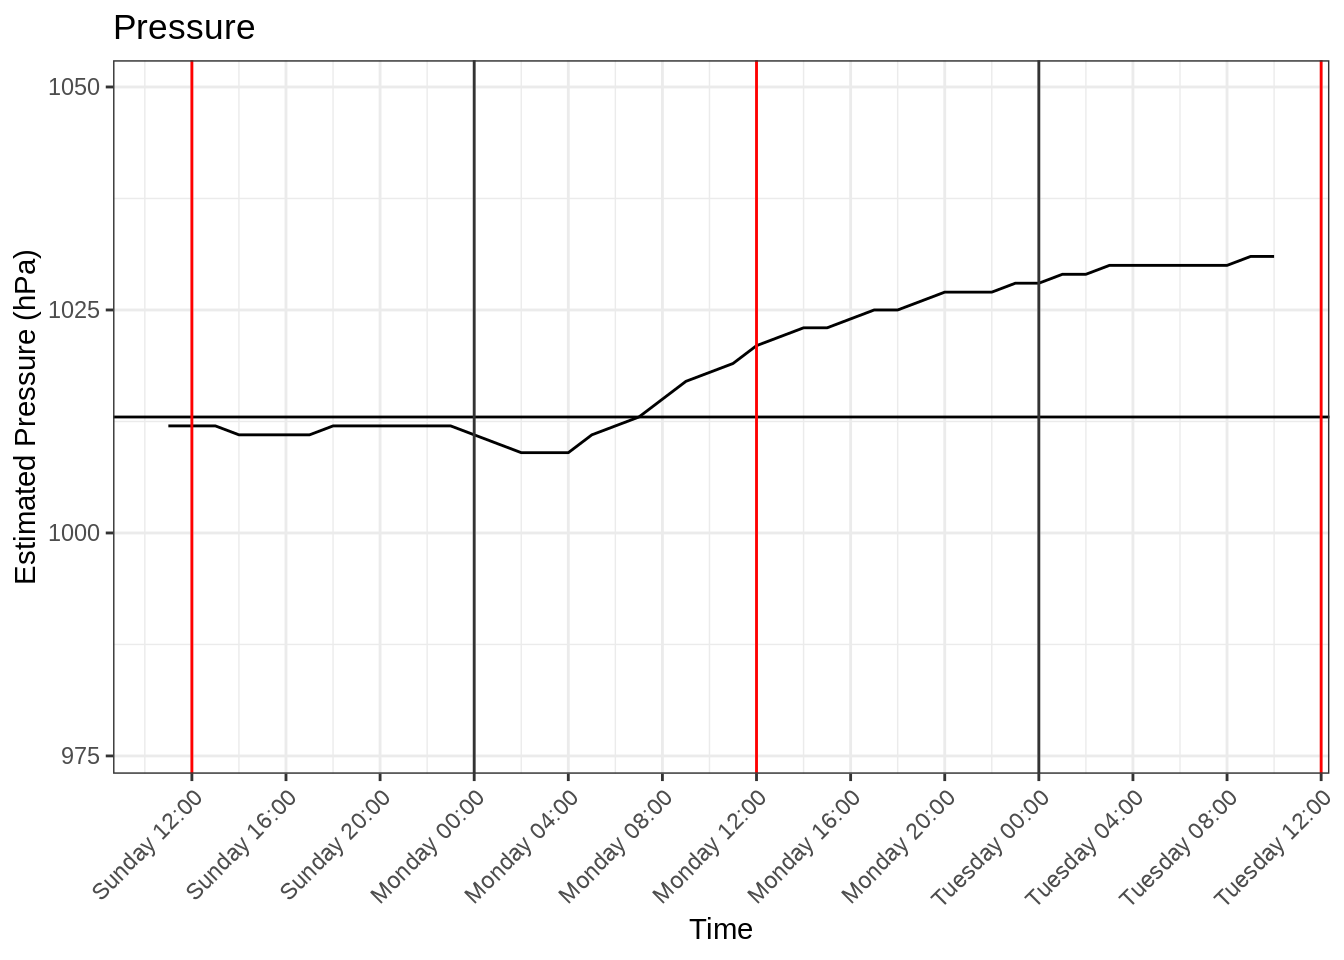 Pressure
Estimated Pressure (hPa)
1050
1025
1000
975
Sunday 12:00
Sunday 16:00
Sunday 20:00
Monday 00:00
Monday 04:00
Monday 08:00
Monday 12:00
Monday 16:00
Monday 20:00
Tuesday 00:00
Tuesday 04:00
Tuesday 08:00
Tuesday 12:00
Time